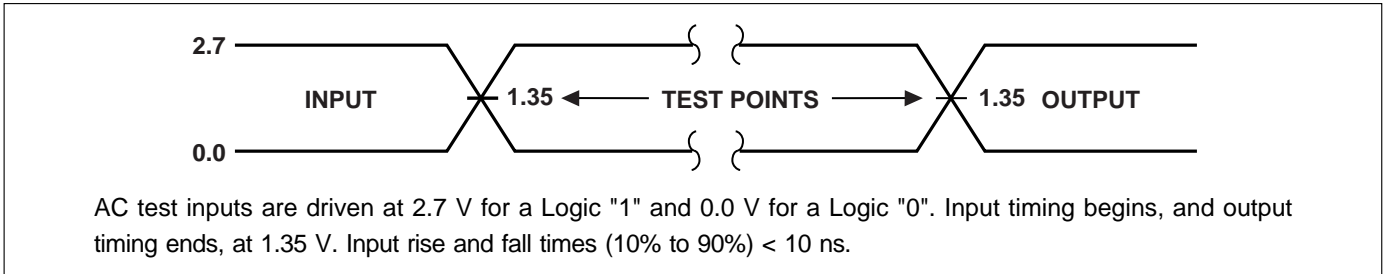 2.7
INPUT 1.35 TEST POINTS 1.35 OUTPUT
0.0
AC test inputs are driven at 2.7 V for a Logic "1" and 0.0 V for a Logic "0". Input timing begins, and output
timing ends, at 1.35 V. Input rise and fall times (10% to 90%) < 10 ns.